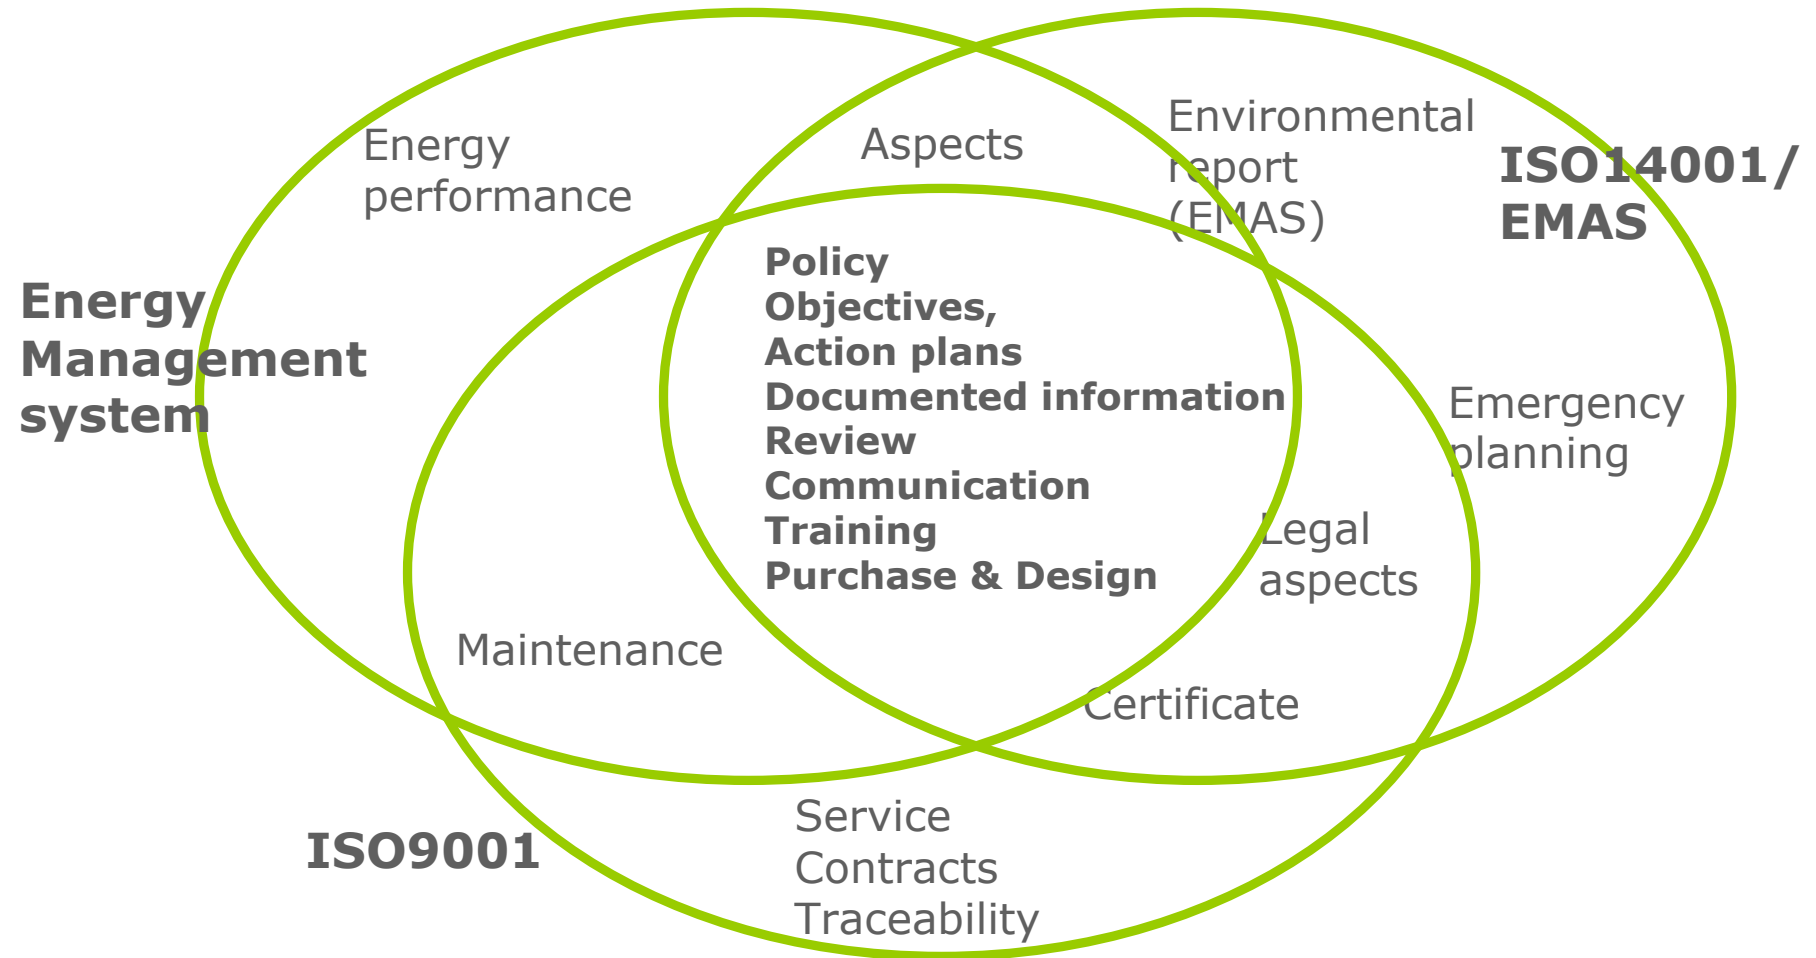 Energy
performance
Aspects
Environmental
report
(EMAS)
ISO14001/
EMAS
Energy
Management
system
Policy
Objectives,
Action plans
Documented information
Review
Communication
Training
Purchase & Design
Emergency
planning
Legal
aspects
Maintenance
Certificate
ISO9001
Service
Contracts
Traceability